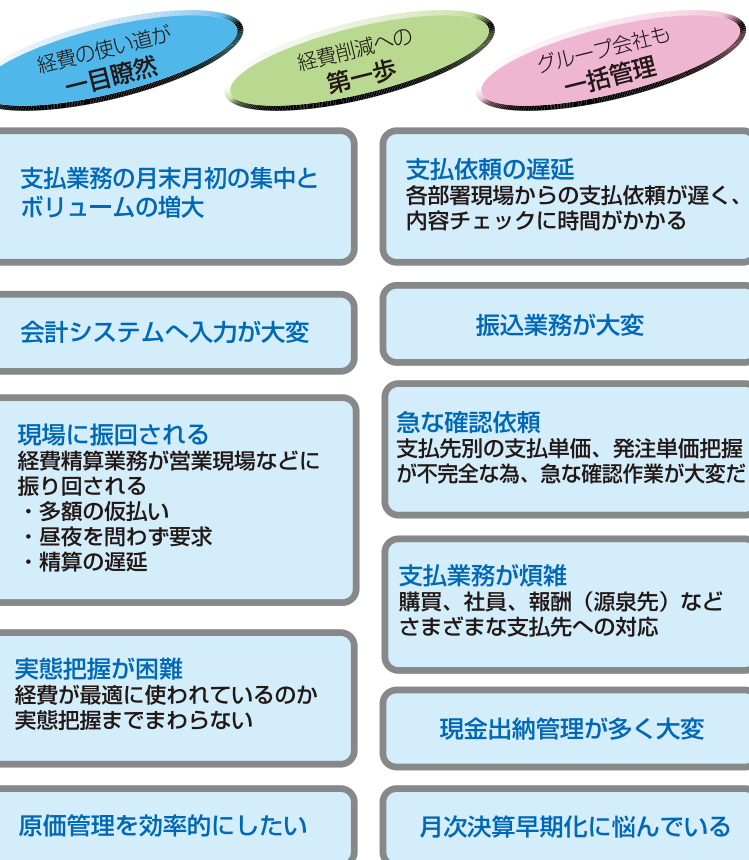 経費の使い道が
一目瞭然
経費削減への
第一歩
グループ会社も
一括管理
支払業務の月末月初の集中と
ボリュームの増大
会計システムへ入力が大変
現場に振回される
経費精算業務が営業現場などに
振り回される
・多額の仮払い
・昼夜を問わず要求
・精算の遅延
実態把握が困難
経費が最適に使われているのか
実態把握までまわらない
原価管理を効率的にしたい
支払依頼の遅延
各部署現場からの支払依頼が遅く、
内容チェックに時間がかかる
振込業務が大変
急な確認依頼
支払先別の支払単価、発注単価把握
が不完全な為、急な確認作業が大変だ
支払業務が煩雑
購買、社員、報酬（源泉先）など
さまざまな支払先への対応
現金出納管理が多く大変
月次決算早期化に悩んでいる